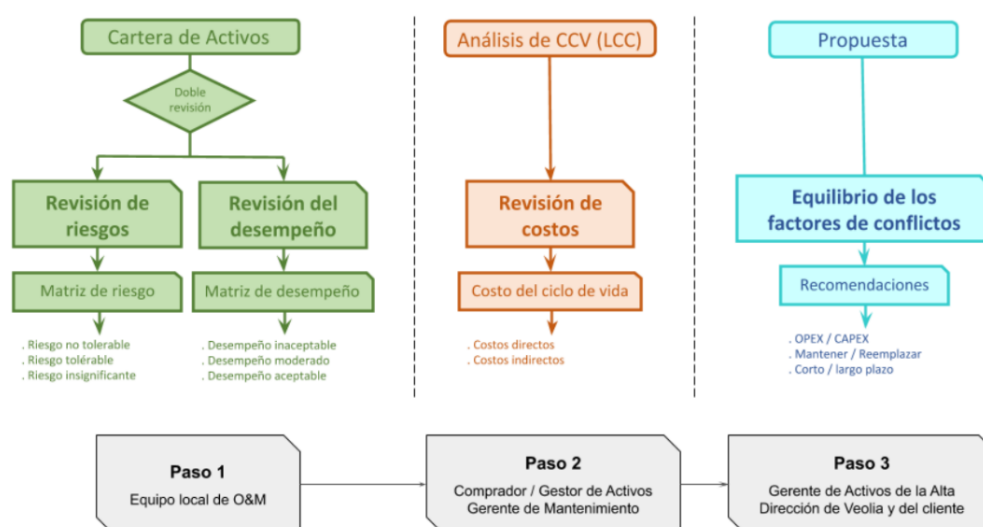 Cartera de Activos
Doble
revisión
Revisión de
riesgos
Revisión del
desempeño
Matriz de riesgo
Matriz de desempeño
. Riesgo no tolerable
. Riesgo tolérable
. Riesgo insignificante
. Desempeño inaceptable
. Desempeño moderado
. Desempeño aceptable
Análisis de CCV (LCC)
Revisión de
costos
Costo del ciclo de vida
. Costos directos
. Costos indirectos
Propuesta
Equilibrio de los
factores de conflictos
Recomendaciones
. OPEX / CAPEX
. Mantener / Reemplazar
. Corto / largo plazo
Paso 1
Equipo local de O&M
Paso 2
Comprador / Gestor de Activos
Gerente de Mantenimiento
Paso 3
Gerente de Activos de la Alta
Dirección de Veolia y del cliente